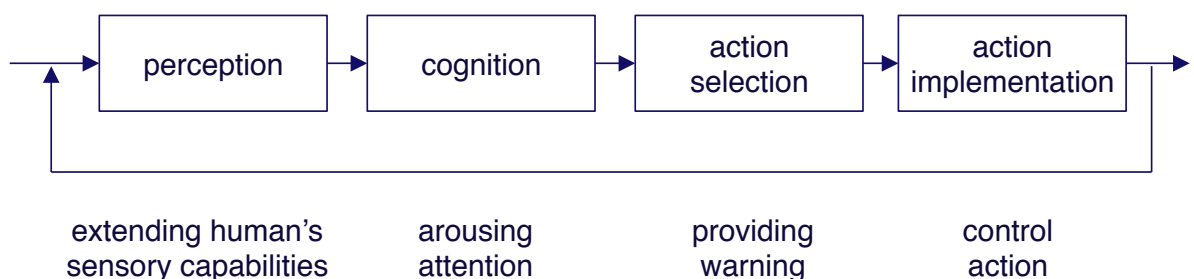 perception
cognition
action
selection
action
implementation
extending human’s
sensory capabilities
arousing
attention
providing
warning
control
action